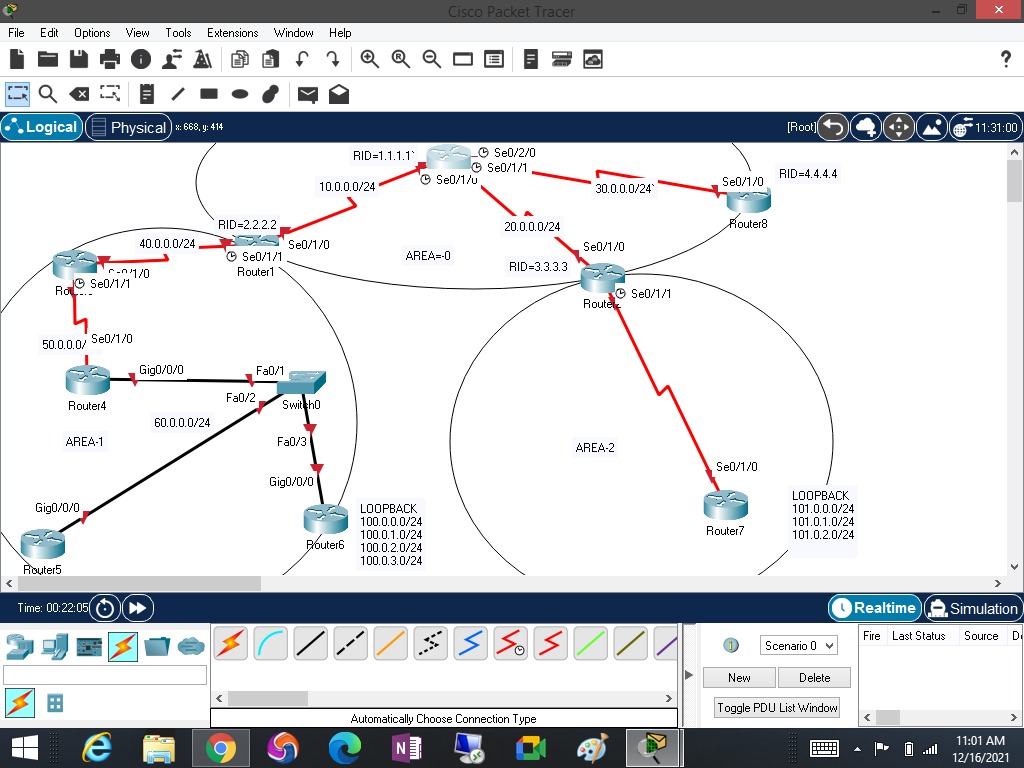 Cisco Packet Tracer
File Edit Options View Tools Extensions Window Help
?
Logical Physical x: 668, y: 414 [Root] 11:31:00
RID=1.1.1.1` Se0/2/0
Se0/1/1
Se0/1/0
10.0.0.0/24
30.0.0.0/24`
Se0/1/0 RID=4.4.4.4
Router8
RID=2.2.2.2
20.0.0.0/24
40.0.0.0/24
Se0/1/0
Se0/1/1
Router1
AREA=-0
Se0/1/0
RID=3.3.3.3
Se0/1/1
Se0/1/1
50.0.0.0/
Se0/1/0
Gig0/0/0
Fa0/1
Router4
Fa0/2
Switch0
60.0.0.0/24
AREA-1
Fa0/3
AREA-2
Gig0/0/0
Se0/1/0
Gig0/0/0
Router6
LOOPBACK
100.0.0.0/24
100.0.1.0/24
100.0.2.0/24
100.0.3.0/24
Router7
LOOPBACK
101.0.0.0/24
101.0.1.0/24
101.0.2.0/24
Router5
Time: 00:22:05 Realtime Simulation
Scenario 0
Fire Last Status Source
New Delete
Toggle PDU List Window
Automatically Choose Connection Type
11:01 AM
12/16/2021